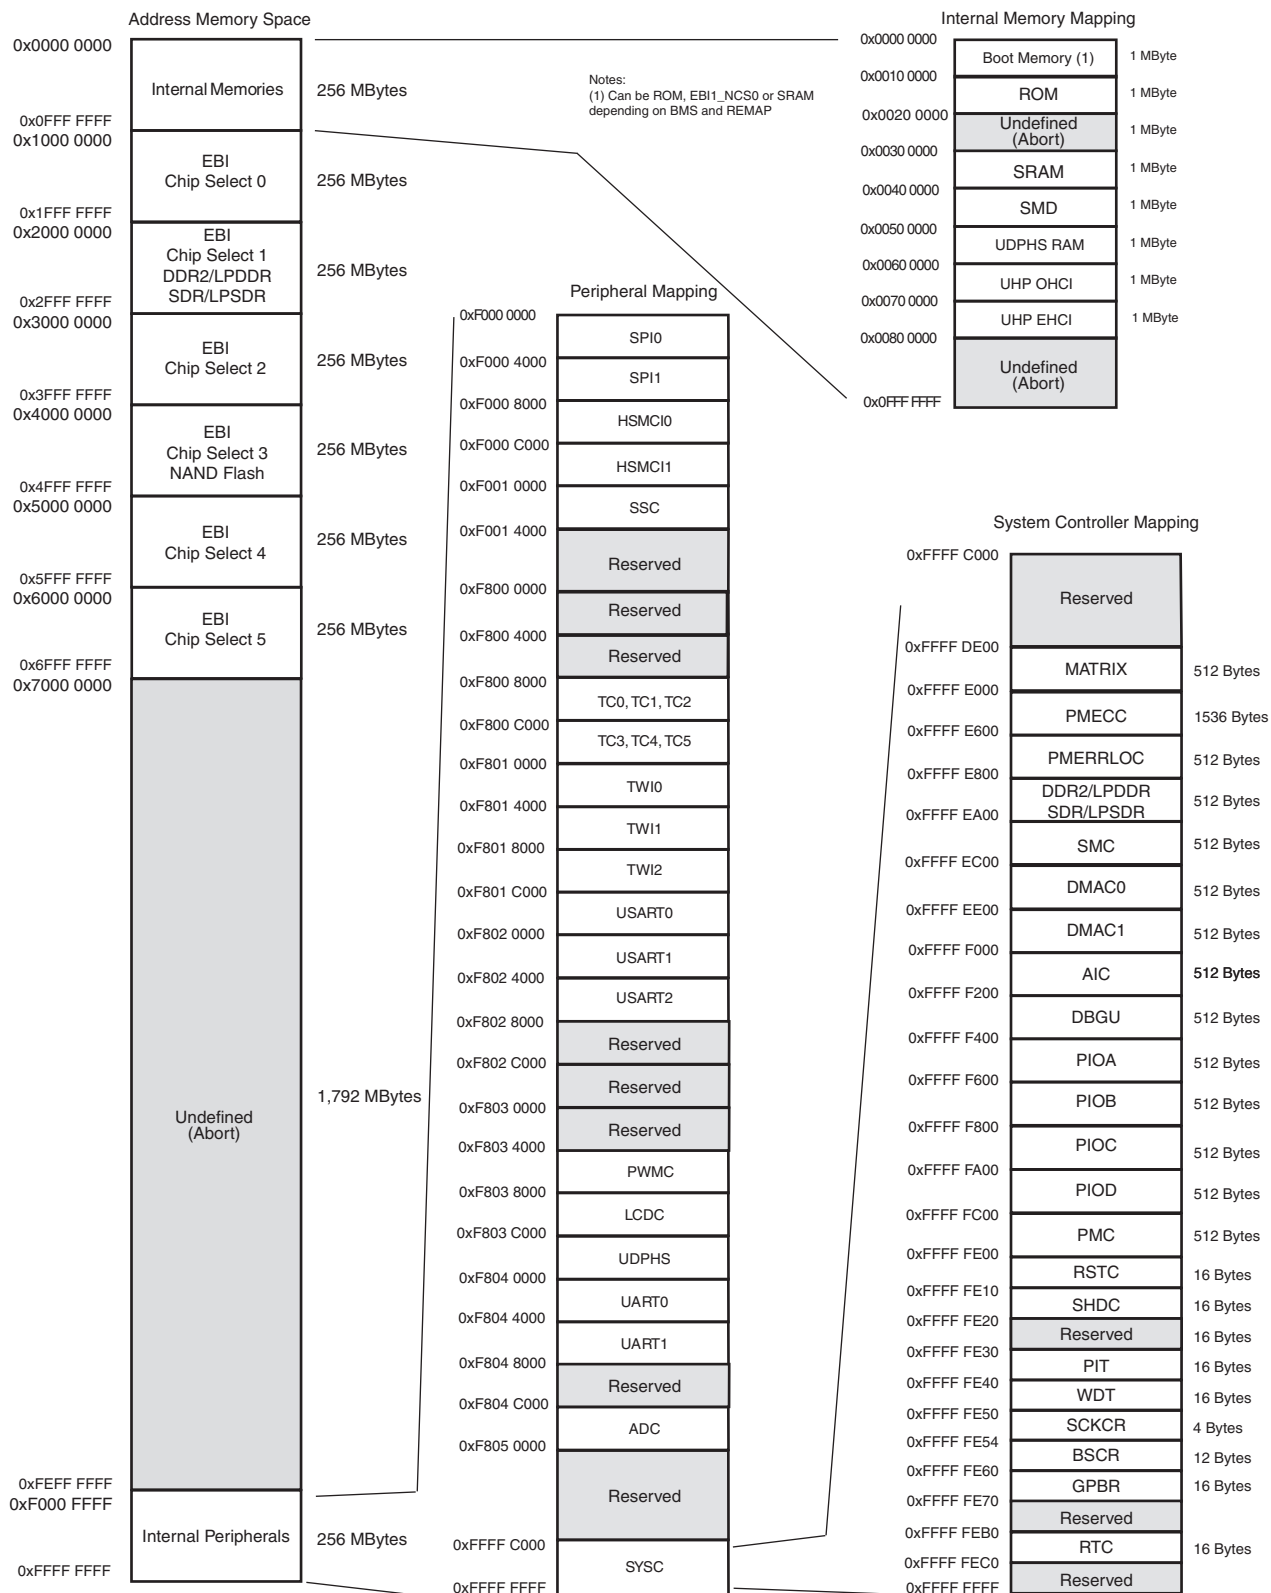 Address Memory Space
0x0000 0000
Internal Memories
256 MBytes
0x0FFF FFFF
0x1000 0000
EBI
Chip Select 0
256 MBytes
0x1FFF FFFF
0x2000 0000
EBI
Chip Select 1
DDR2/LPDDR
SDR/LPSDR
256 MBytes
0x2FFF FFFF
0x3000 0000
EBI
Chip Select 2
256 MBytes
0x3FFF FFFF
0x4000 0000
EBI
Chip Select 3
NAND Flash
256 MBytes
0x4FFF FFFF
0x5000 0000
EBI
Chip Select 4
256 MBytes
0x5FFF FFFF
0x6000 0000
EBI
Chip Select 5
256 MBytes
0x6FFF FFFF
0x7000 0000
Undefined
(Abort)
1,792 MBytes
0xFEFF FFFF
0xF000 FFFF
Internal Peripherals
256 MBytes
0xFFFF FFFF
Notes:
(1) Can be ROM, EBI1_NCS0 or SRAM
depending on BMS and REMAP
Peripheral Mapping
0xF000 0000
SPI0
0xF000 4000
SPI1
0xF000 8000
HSMCI0
0xF000 C000
HSMCI1
0xF001 0000
SSC
0xF001 4000
Reserved
0xF800 0000
Reserved
0xF800 4000
Reserved
0xF800 8000
TC0, TC1, TC2
0xF800 C000
TC3, TC4, TC5
0xF801 0000
TWI0
0xF801 4000
TWI1
0xF801 8000
TWI2
0xF801 C000
USART0
0xF802 0000
USART1
0xF802 4000
USART2
0xF802 8000
Reserved
0xF802 C000
Reserved
0xF803 0000
Reserved
0xF803 4000
PWMC
0xF803 8000
LCDC
0xF803 C000
UDPHS
0xF804 0000
UART0
0xF804 4000
UART1
0xF804 8000
Reserved
0xF804 C000
ADC
0xF805 0000
Reserved
0xFFFF C000
SYSC
0xFFFF FFFF
Internal Memory Mapping
0x0000 0000
Boot Memory (1)
1 MByte
0x0010 0000
ROM
1 MByte
0x0020 0000
Undefined
(Abort)
1 MByte
0x0030 0000
SRAM
1 MByte
0x0040 0000
SMD
1 MByte
0x0050 0000
UDPHS RAM
1 MByte
0x0060 0000
UHP OHCI
1 MByte
0x0070 0000
UHP EHCI
1 MByte
0x0080 0000
Undefined
(Abort)
0x0FFF FFFF
System Controller Mapping
0xFFFF C000
Reserved
0xFFFF DE00
MATRIX
512 Bytes
0xFFFF E000
PMECC
1536 Bytes
0xFFFF E600
PMERRLOC
512 Bytes
0xFFFF E800
DDR2/LPDDR
SDR/LPSDR
512 Bytes
0xFFFF EA00
SMC
512 Bytes
0xFFFF EC00
DMAC0
512 Bytes
0xFFFF EE00
DMAC1
512 Bytes
0xFFFF F000
AIC
512 Bytes
0xFFFF F200
DBGU
512 Bytes
0xFFFF F400
PIOA
512 Bytes
0xFFFF F600
PIOB
512 Bytes
0xFFFF F800
PIOC
512 Bytes
0xFFFF FA00
PIOD
512 Bytes
0xFFFF FC00
PMC
512 Bytes
0xFFFF FE00
RSTC
16 Bytes
0xFFFF FE10
SHDC
16 Bytes
0xFFFF FE20
Reserved
16 Bytes
0xFFFF FE30
PIT
16 Bytes
0xFFFF FE40
WDT
16 Bytes
0xFFFF FE50
SCKCR
4 Bytes
0xFFFF FE54
BSCR
12 Bytes
0xFFFF FE60
GPBR
16 Bytes
0xFFFF FE70
Reserved
0xFFFF FEB0
RTC
16 Bytes
0xFFFF FEC0
Reserved
0xFFFF FFFF